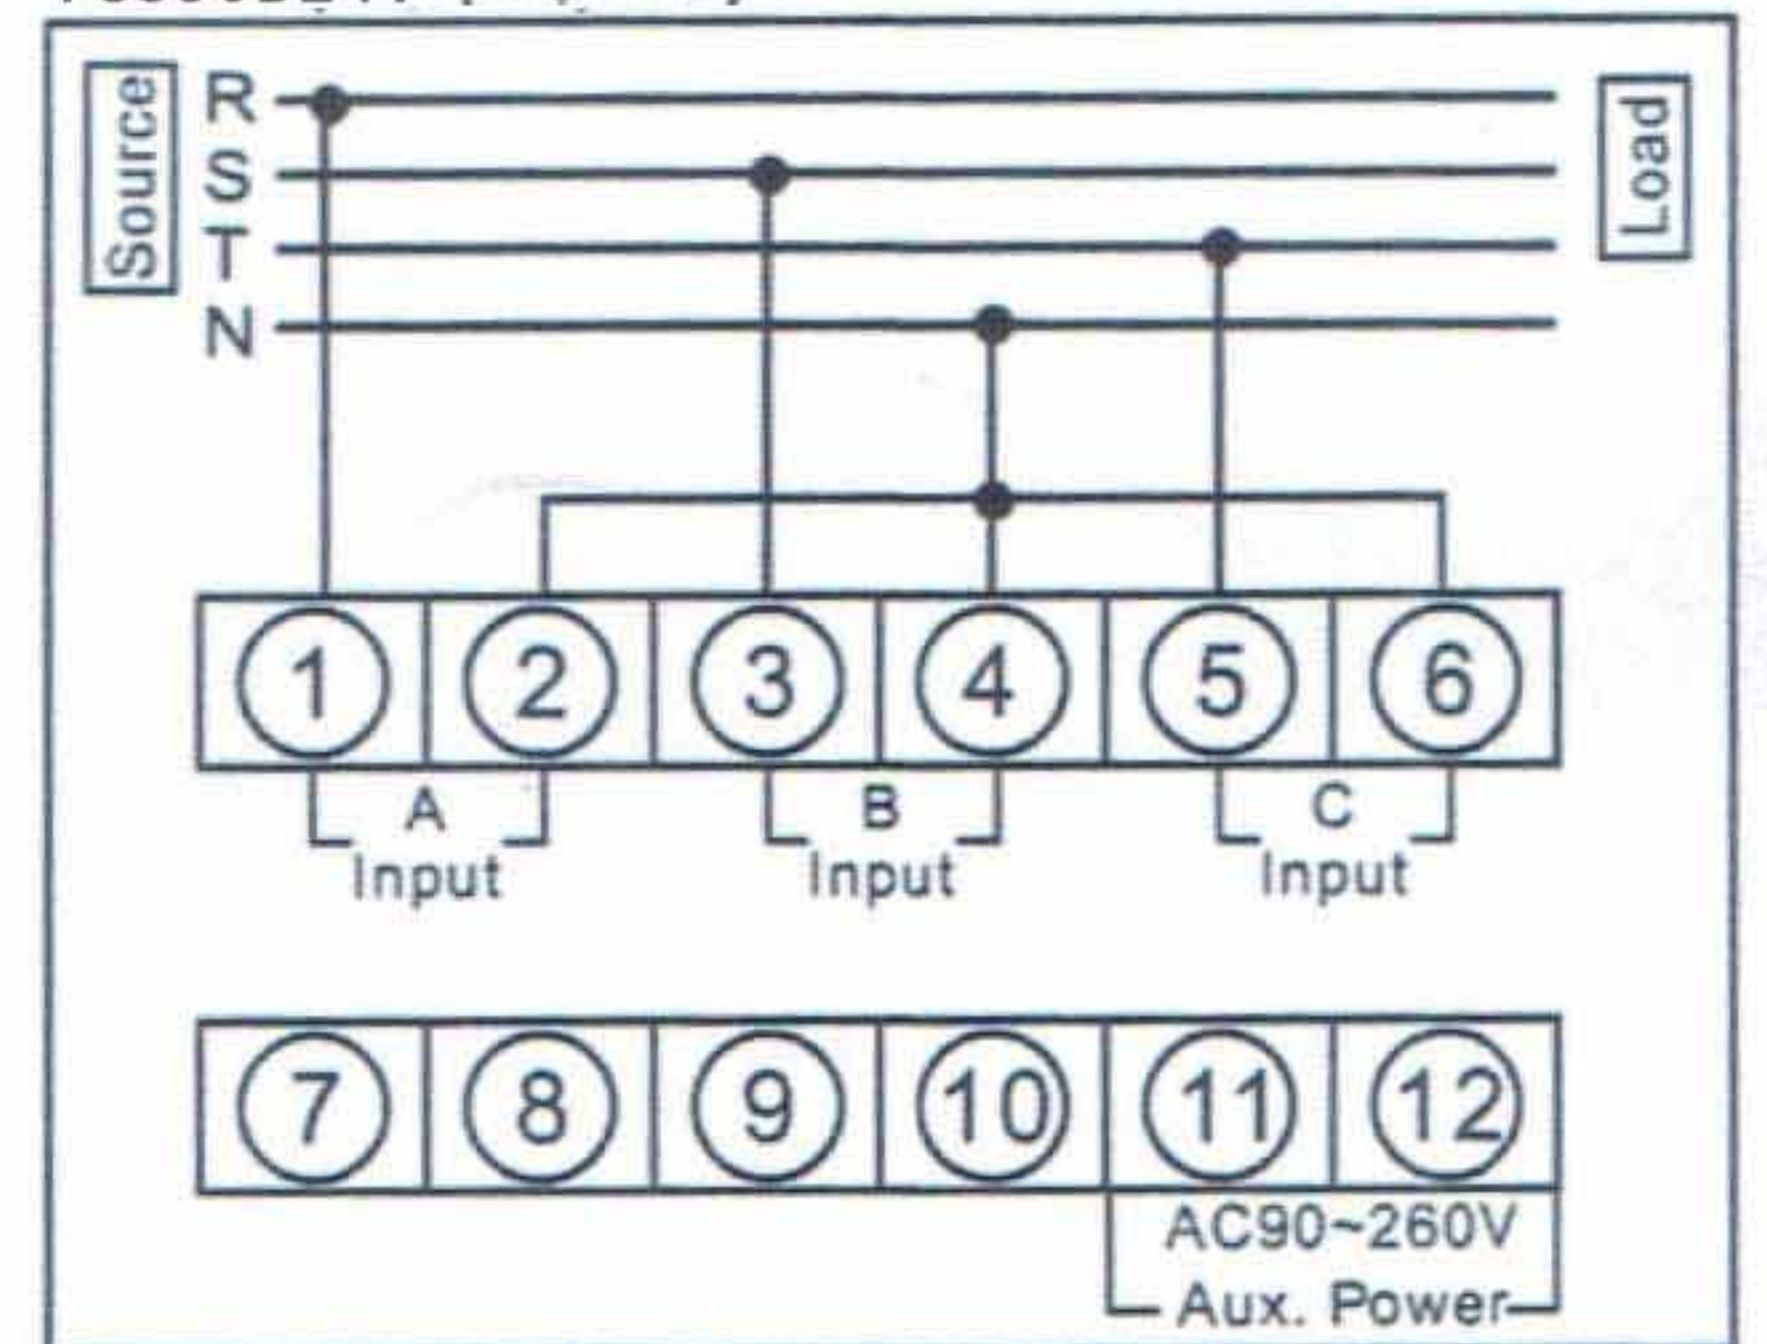 Source
R
S
T
N
Load
① ② ③ ④ ⑤ ⑥
A B C
Input Input Input
⑦ ⑧ ⑨ ⑩ ⑪ ⑫
AC90~260V
Aux. Power